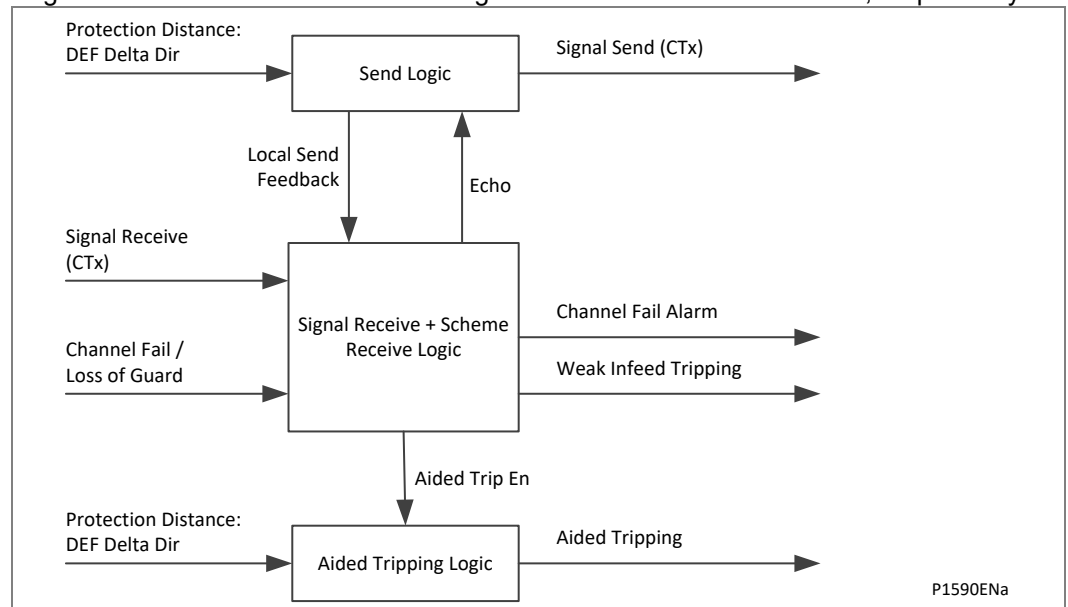 Protection Distance:
DEF Delta Dir
Send Logic
Signal Send (CTx)
Local Send
Feedback
Echo
Signal Receive
(CTx)
Channel Fail /
Loss of Guard
Signal Receive + Scheme
Receive Logic
Channel Fail Alarm
Weak Infeed Tripping
Aided Trip En
Protection Distance:
DEF Delta Dir
Aided Tripping Logic
Aided Tripping
P1590ENa